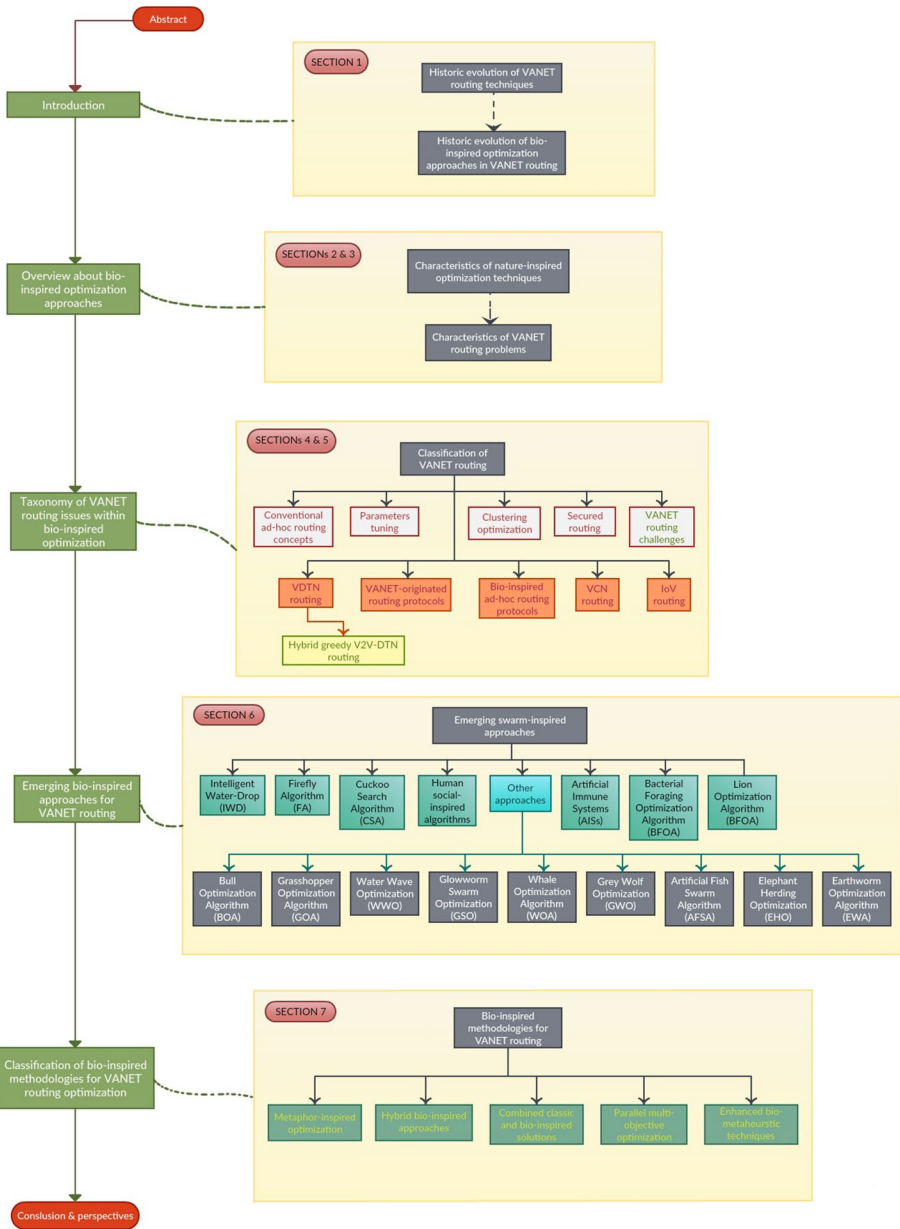 Abstract
SECTION 1
Historic evolution of VANET
routing techniques
Introduction
Historic evolution of bio-
inspired optimization
approaches in VANET routing
SECTIONs 2 & 3
Characteristics of nature-inspired
optimization techniques
Overview about bio-
inspired optimization
approaches
Characteristics of VANET
routing problems
SECTIONs 4 & 5
Classification of
VANET routing
Taxonomy of VANET
routing issues within
bio-inspired
optimization
Conventional
ad-hoc routing
concepts
Parameters
tuning
Clustering
optimization
Secured
routing
VANET
routing
challenges
VDTN
routing
VANET-originated
routing protocols
Bio-inspired
ad-hoc routing
protocols
VCN
routing
IoV
routing
Hybrid greedy V2V-DTN
routing
SECTION 6
Emerging swarm-inspired
approaches
Emerging bio-inspired
approaches for
VANET routing
Intelligent
Water-Drop
(IWD)
Firefly
Algorithm
(FA)
Cuckoo
Search
Algorithm
(CSA)
Human
social-
inspired
algorithms
Other
approaches
Artificial
Immune
Systems
(AISs)
Bacterial
Foraging
Optimization
Algorithm
(BFOA)
Lion
Optimization
Algorithm
(BFOA)
Bull
Optimization
Algorithm
(BOA)
Grasshopper
Optimization
Algorithm
(GOA)
Water Wave
Optimization
(WWO)
Glowworm
Swarm
Optimization
(GSO)
Whale
Optimization
Algorithm
(WOA)
Grey Wolf
Optimization
(GWO)
Artificial Fish
Swarm
Algorithm
(AFSA)
Elephant
Herding
Optimization
(EHO)
Earthworm
Optimization
Algorithm
(EWA)
SECTION 7
Bio-inspired
methodologies for
VANET routing
Classification of bio-inspired
methodologies for VANET
routing optimization
Metaphor-inspired
optimization
Hybrid bio-inspired
approaches
Combined classic
and bio-inspired
solutions
Parallel multi-
objective
optimization
Enhanced bio-
metaheurstic
techniques
Conslusion & perspectives